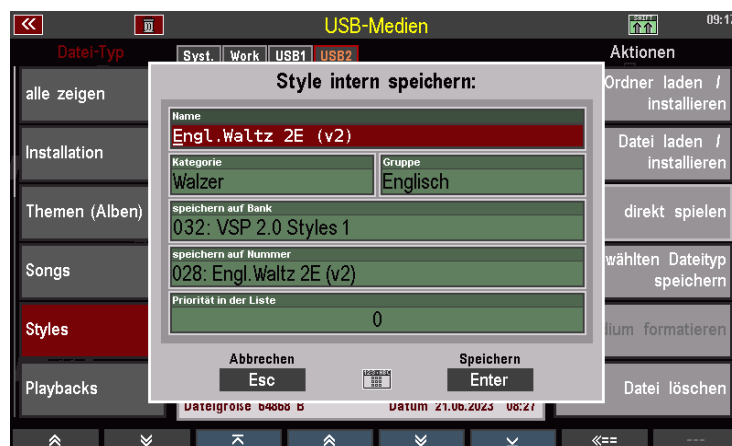 USB-Medien
SHIFT
09:17
Datei-Typ
Syst. Work USB1 USB2
Aktionen
alle zeigen
Installation
Themen (Alben)
Songs
Styles
Playbacks
Style intern speichern:
Name
Engl.Waltz 2E (v2)
Kategorie
Walzer
Gruppe
Englisch
speichern auf Bank
032: VSP 2.0 Styles 1
speichern auf Nummer
028: Engl.Waltz 2E (v2)
Priorität in der Liste
0
Abbrechen
Esc
Speichern
Enter
Dateigröße 64868 B
Datum 21.06.2023 08:27
Ordner laden /
installieren
Datei laden /
installieren
direkt spielen
wählten Dateityp
speichern
dium formatieren
Datei löschen
«==
---